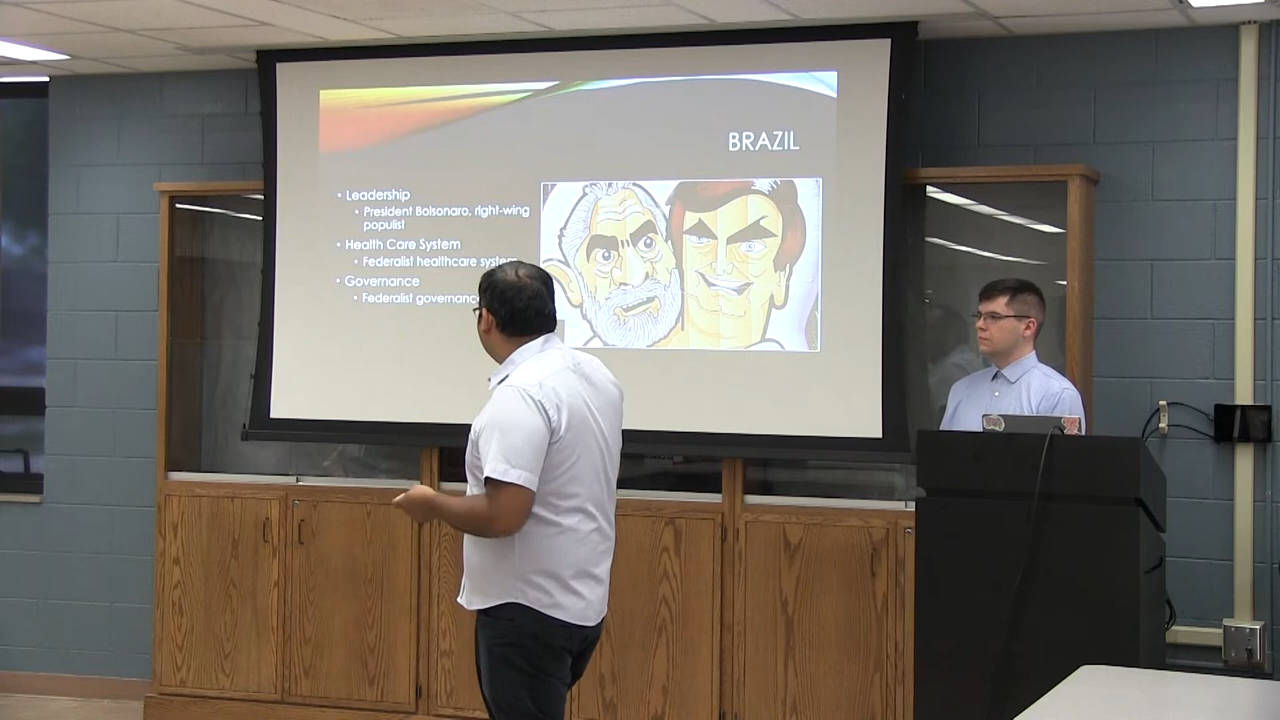 BRAZIL
• Leadership
• President Bolsonaro, right-wing
populist
• Health Care System
• Federalist healthcare system
• Governance
• Federalist governance